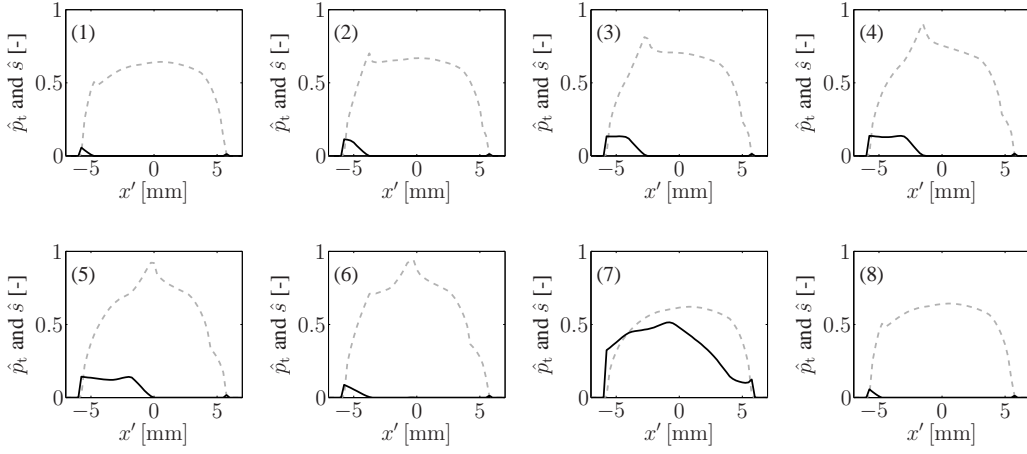 (1) (2) (3) (4)
p̂t and ŝ [-] p̂t and ŝ [-] p̂t and ŝ [-] p̂t and ŝ [-]
1 1 1 1
0.5 0.5 0.5 0.5
0 0 0 0
−5 0 5 −5 0 5 −5 0 5 −5 0 5
x′ [mm] x′ [mm] x′ [mm] x′ [mm]
(5) (6) (7) (8)
p̂t and ŝ [-] p̂t and ŝ [-] p̂t and ŝ [-] p̂t and ŝ [-]
1 1 1 1
0.5 0.5 0.5 0.5
0 0 0 0
−5 0 5 −5 0 5 −5 0 5 −5 0 5
x′ [mm] x′ [mm] x′ [mm] x′ [mm]